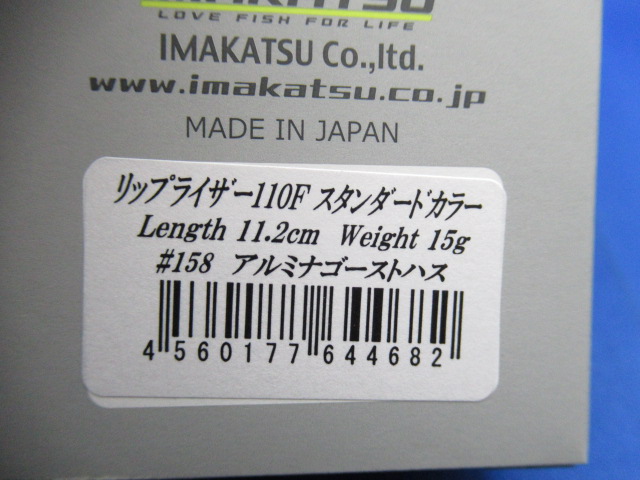 IMAKATSU
LOVE FISH FOR LIFE
IMAKATSU Co.,ltd.
www.imakatsu.co.jp
MADE IN JAPAN
リップライザー110F スタンダードカラー
Length 11.2cm Weight 15g
#158 アルミナゴーストハス
4 560177 644682